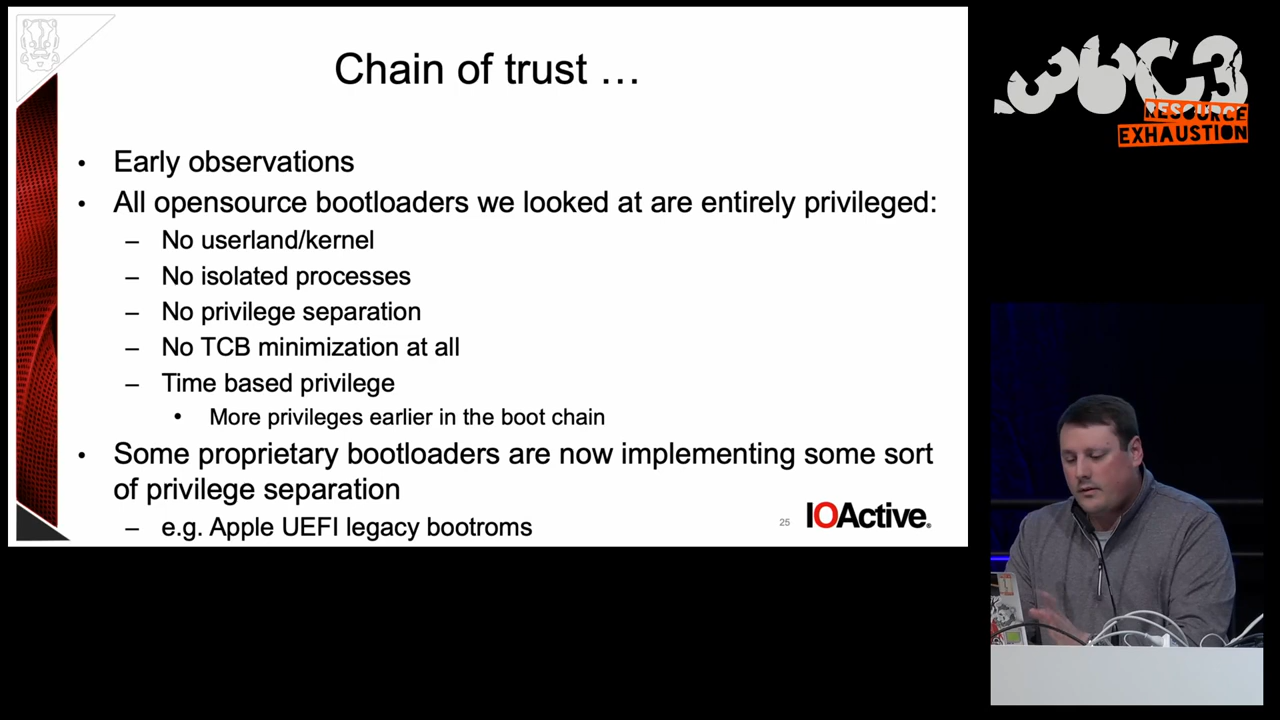 Chain of trust …
• Early observations
• All opensource bootloaders we looked at are entirely privileged:
– No userland/kernel
– No isolated processes
– No privilege separation
– No TCB minimization at all
– Time based privilege
• More privileges earlier in the boot chain
• Some proprietary bootloaders are now implementing some sort
of privilege separation
– e.g. Apple UEFI legacy bootroms
25
IOActive.
36C3
RESOURCE
EXHAUSTION